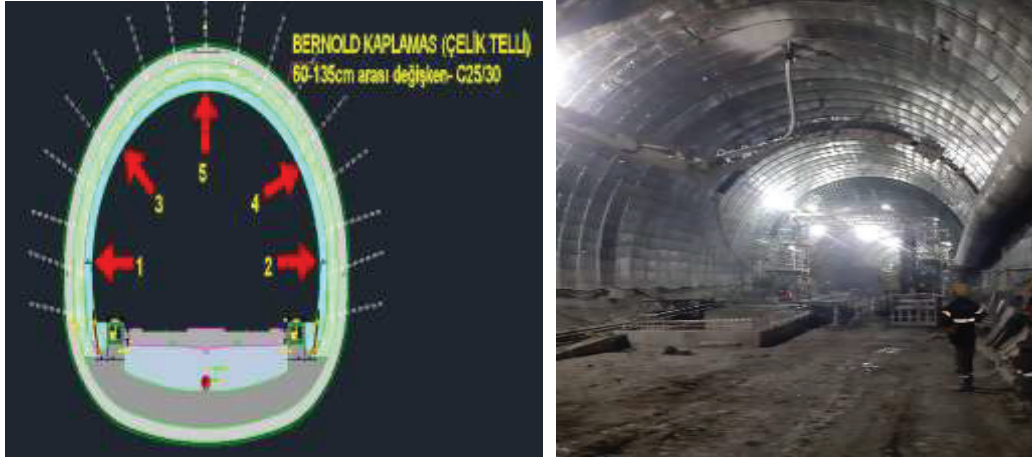 BERNOLD KAPLAMAS (ÇELİK TELLİ)
60-135cm arası değişken- C25/30
5
3
4
1
2